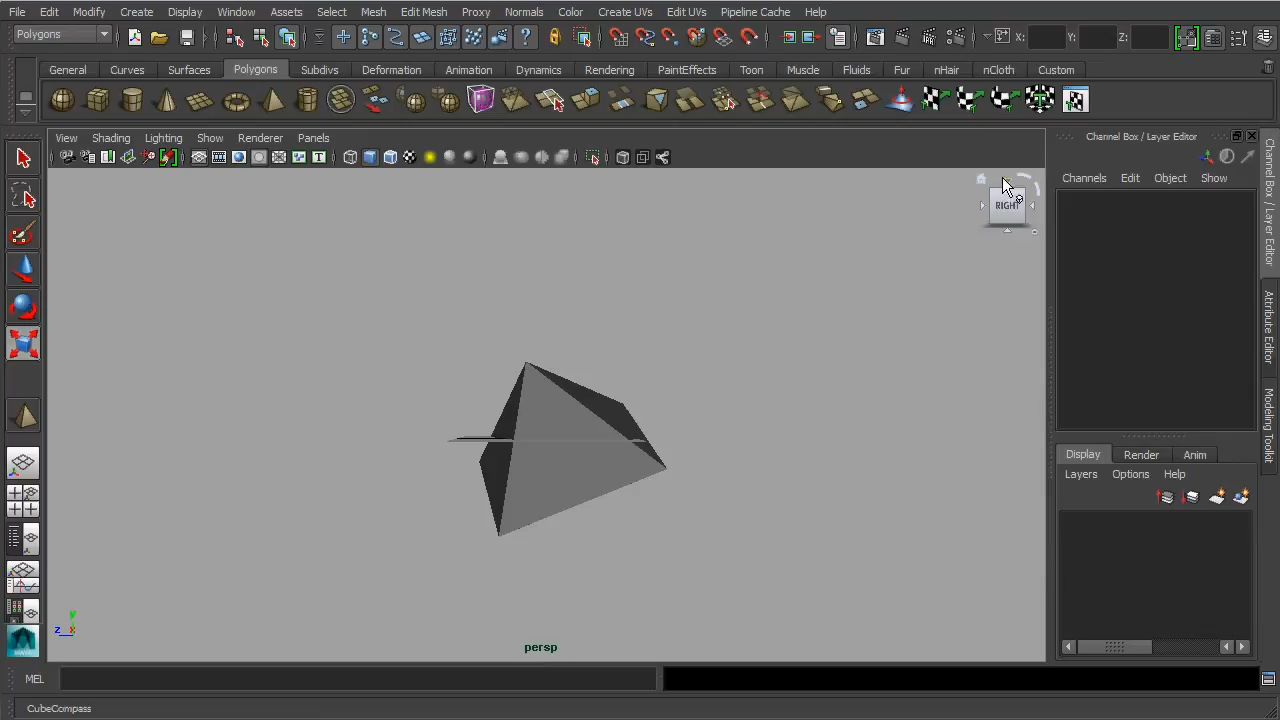 File Edit Modify Create Display Window Assets Select Mesh Edit Mesh Proxy Normals Color Create UVs Edit UVs Pipeline Cache Help
Polygons X: Y: Z:
General Curves Surfaces Polygons Subdivs Deformation Animation Dynamics Rendering PaintEffects Toon Muscle Fluids Fur nHair nCloth Custom
View Shading Lighting Show Renderer Panels
Channel Box / Layer Editor
Channels Edit Object Show
RIGHT
Channel Box / Layer Editor
Attribute Editor
Modeling Toolkit
Display Render Anim
Layers Options Help
y
z x
persp
MEL
CubeCompass